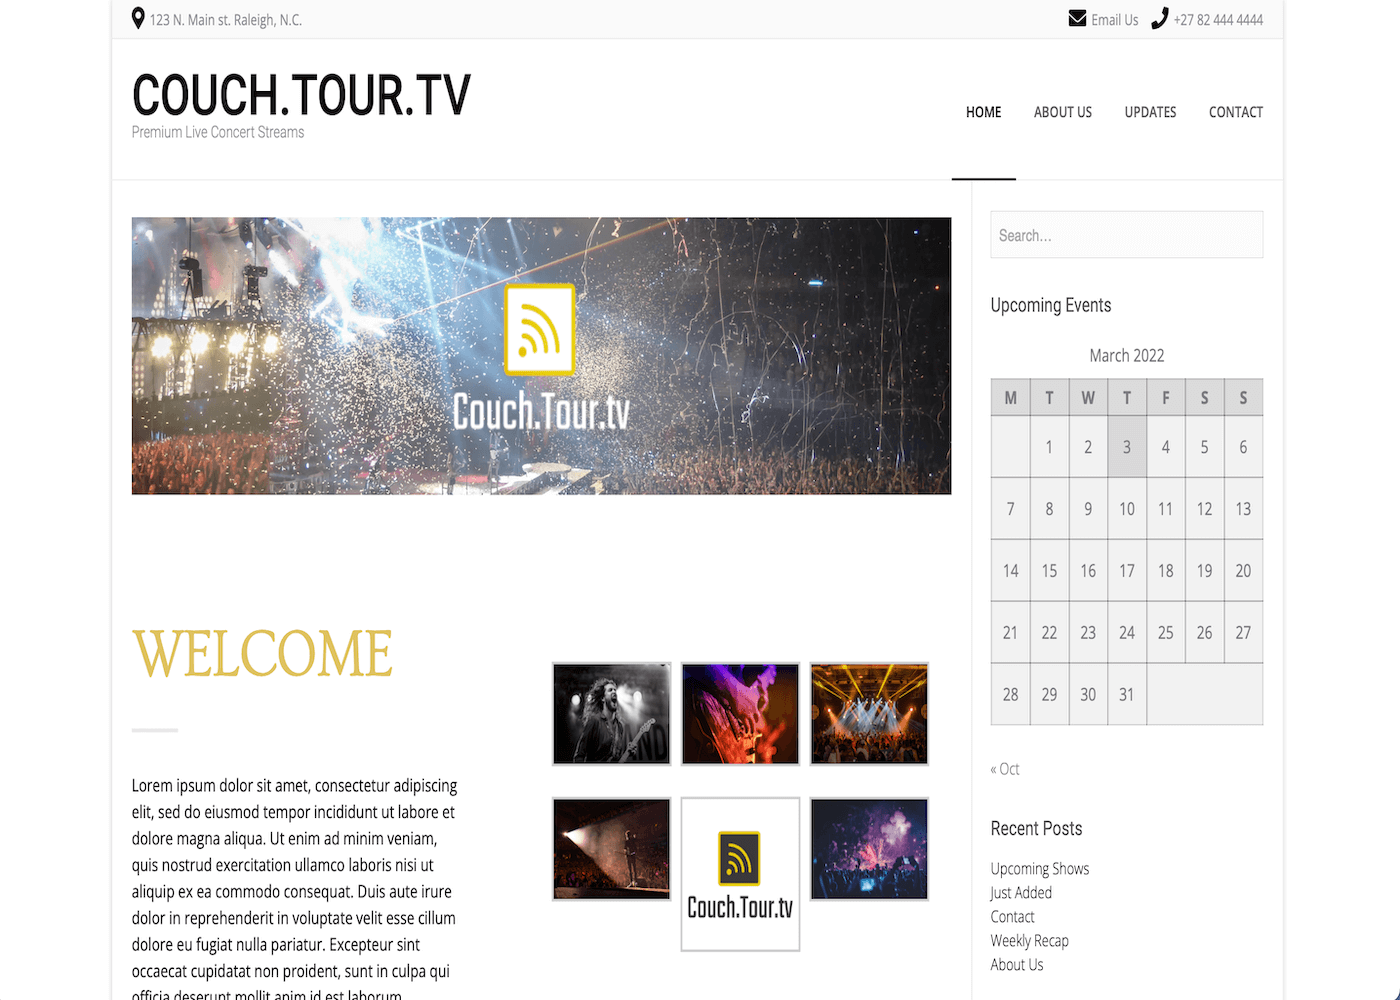 123 N. Main st. Raleigh, N.C.
Email Us
+27 82 444 4444
COUCH.TOUR.TV
Premium Live Concert Streams
HOME
ABOUT US
UPDATES
CONTACT
Couch.Tour.tv
WELCOME
Lorem ipsum dolor sit amet, consectetur adipiscing
elit, sed do eiusmod tempor incididunt ut labore et
dolore magna aliqua. Ut enim ad minim veniam,
quis nostrud exercitation ullamco laboris nisi ut
aliquip ex ea commodo consequat. Duis aute irure
dolor in reprehenderit in voluptate velit esse cillum
dolore eu fugiat nulla pariatur. Excepteur sint
occaecat cupidatat non proident, sunt in culpa qui
officia deserunt mollit anim id est laborum.
Couch.Tour.tv
Search...
Upcoming Events
March 2022
M T W T F S S
1 2 3 4 5 6
7 8 9 10 11 12 13
14 15 16 17 18 19 20
21 22 23 24 25 26 27
28 29 30 31
« Oct
Recent Posts
Upcoming Shows
Just Added
Contact
Weekly Recap
About Us